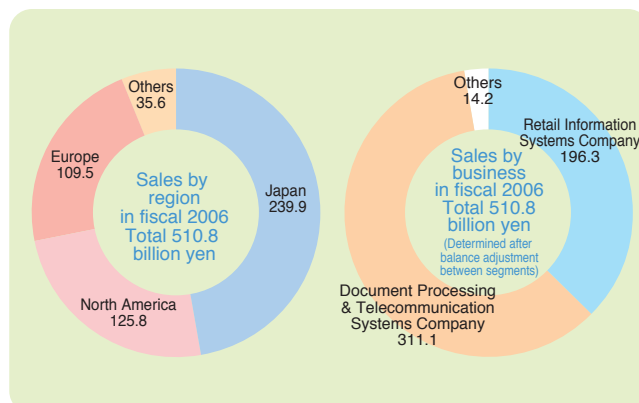 Others
35.6
Europe
109.5
Sales by
region
in fiscal 2006
Total 510.8
billion yen
Japan
239.9
North America
125.8
Others
14.2
Retail Information
Systems Company
196.3
Sales by
business
in fiscal 2006
Total 510.8
billion yen
(Determined after
balance adjustment
between segments)
Document Processing
& Telecommunication
Systems Company
311.1